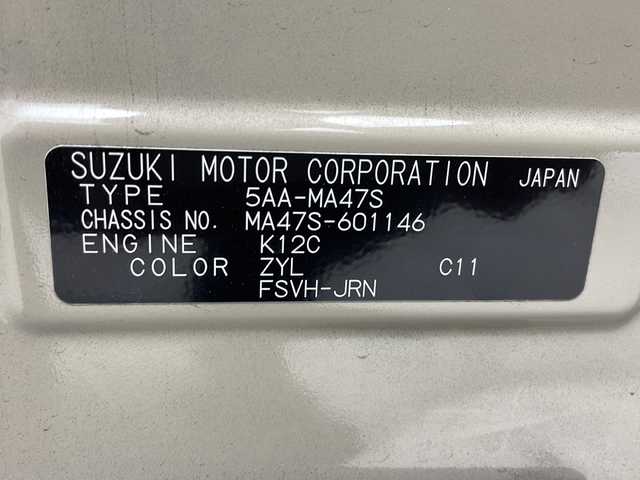 SUZUKI MOTOR CORPORATION JAPAN
TYPE 5AA-MA47S
CHASSIS NO. MA47S-601146
ENGINE K12C
COLOR ZYL C11
FSVH-JRN